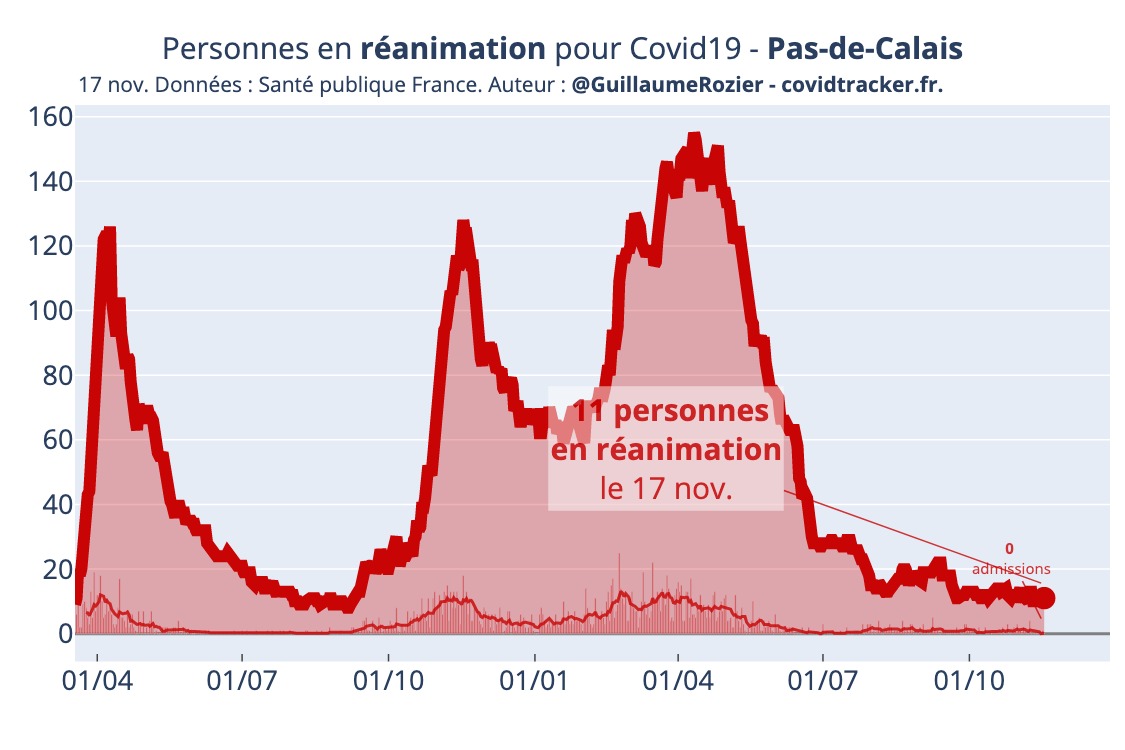 Personnes en réanimation pour Covid19 - Pas-de-Calais
17 nov. Données : Santé publique France. Auteur : @GuillaumeRozier - covidtracker.fr.
160
140
120
100
80
60
40
20
0
11 personnes
en réanimation
le 17 nov.
0
admissions
01/04 01/07 01/10 01/01 01/04 01/07 01/10